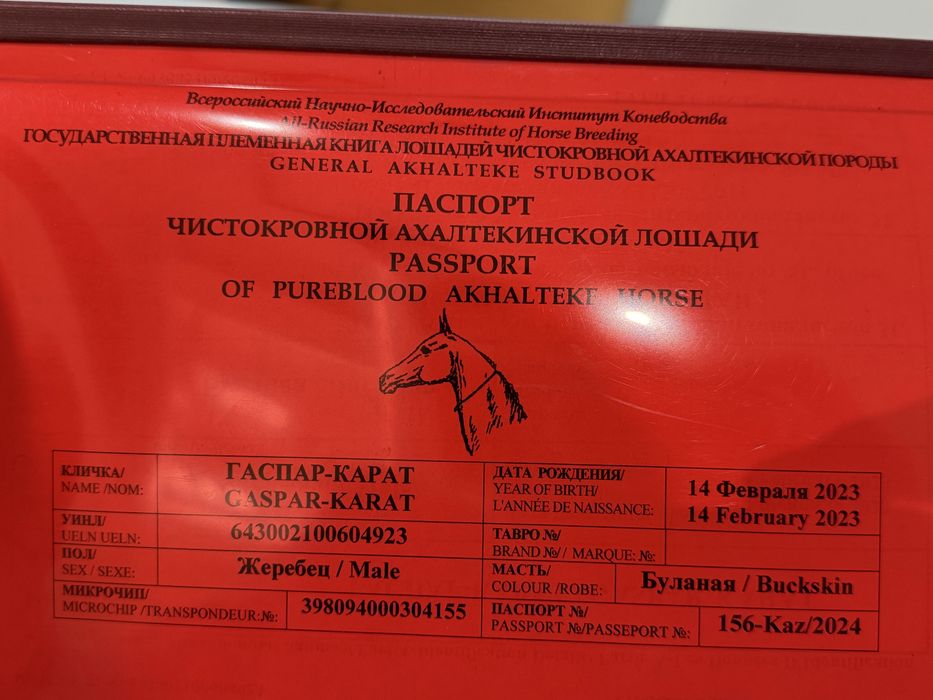 Всероссийский Научно-Исследовательский Институт Коневодства
All-Russian Research Institute of Horse Breeding
ГОСУДАРСТВЕННАЯ ПЛЕМЕННАЯ КНИГА ЛОШАДЕЙ ЧИСТОКРОВНОЙ АХАЛТЕКИНСКОЙ ПОРОДЫ
GENERAL AKHALTEKE STUDBOOK
ПАСПОРТ
ЧИСТОКРОВНОЙ АХАЛТЕКИНСКОЙ ЛОШАДИ
PASSPORT
OF PUREBLOOD AKHALTEKE HORSE
КЛИЧКА/
NAME /NOM:
ГАСПАР-КАРАТ
GASPAR-KARAT
ДАТА РОЖДЕНИЯ/
YEAR OF BIRTH/
L'ANNÉE DE NAISSANCE:
14 Февраля 2023
14 February 2023
УИНЛ/
UELN UELN:
643002100604923
ТАВРО №/
BRAND №// MARQUE: №:
ПОЛ/
SEX / SEXE:
Жеребец / Male
МАСТЬ/
COLOUR /ROBE:
Буланая / Buckskin
МИКРОЧИП/
MICROCHIP /TRANSPONDEUR:№:
398094000304155
ПАСПОРТ №/
PASSPORT №/PASSEPORT №:
156-Kaz/2024